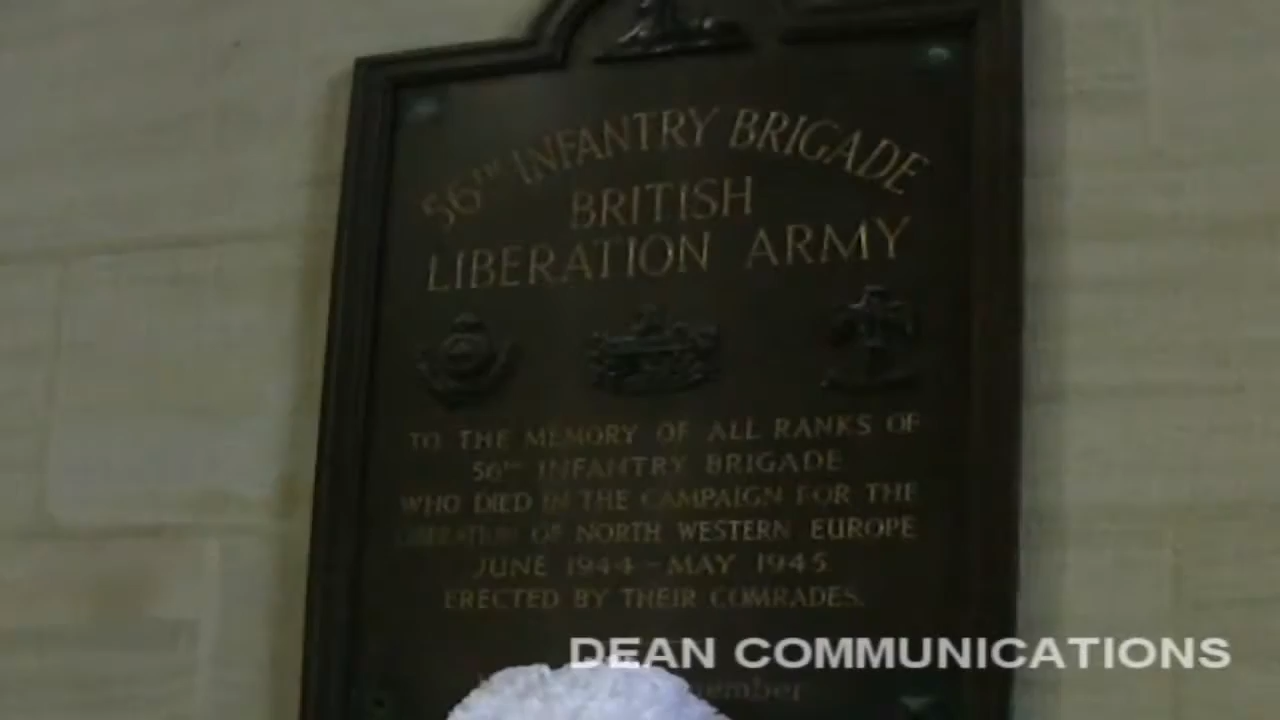 56TH INFANTRY BRIGADE
BRITISH
LIBERATION ARMY
TO THE MEMORY OF ALL RANKS OF
56TH INFANTRY BRIGADE
WHO DIED IN THE CAMPAIGN FOR THE
LIBERATION OF NORTH WESTERN EUROPE
JUNE 1944-MAY 1945
ERECTED BY THEIR COMRADES.
DEAN COMMUNICATIONS